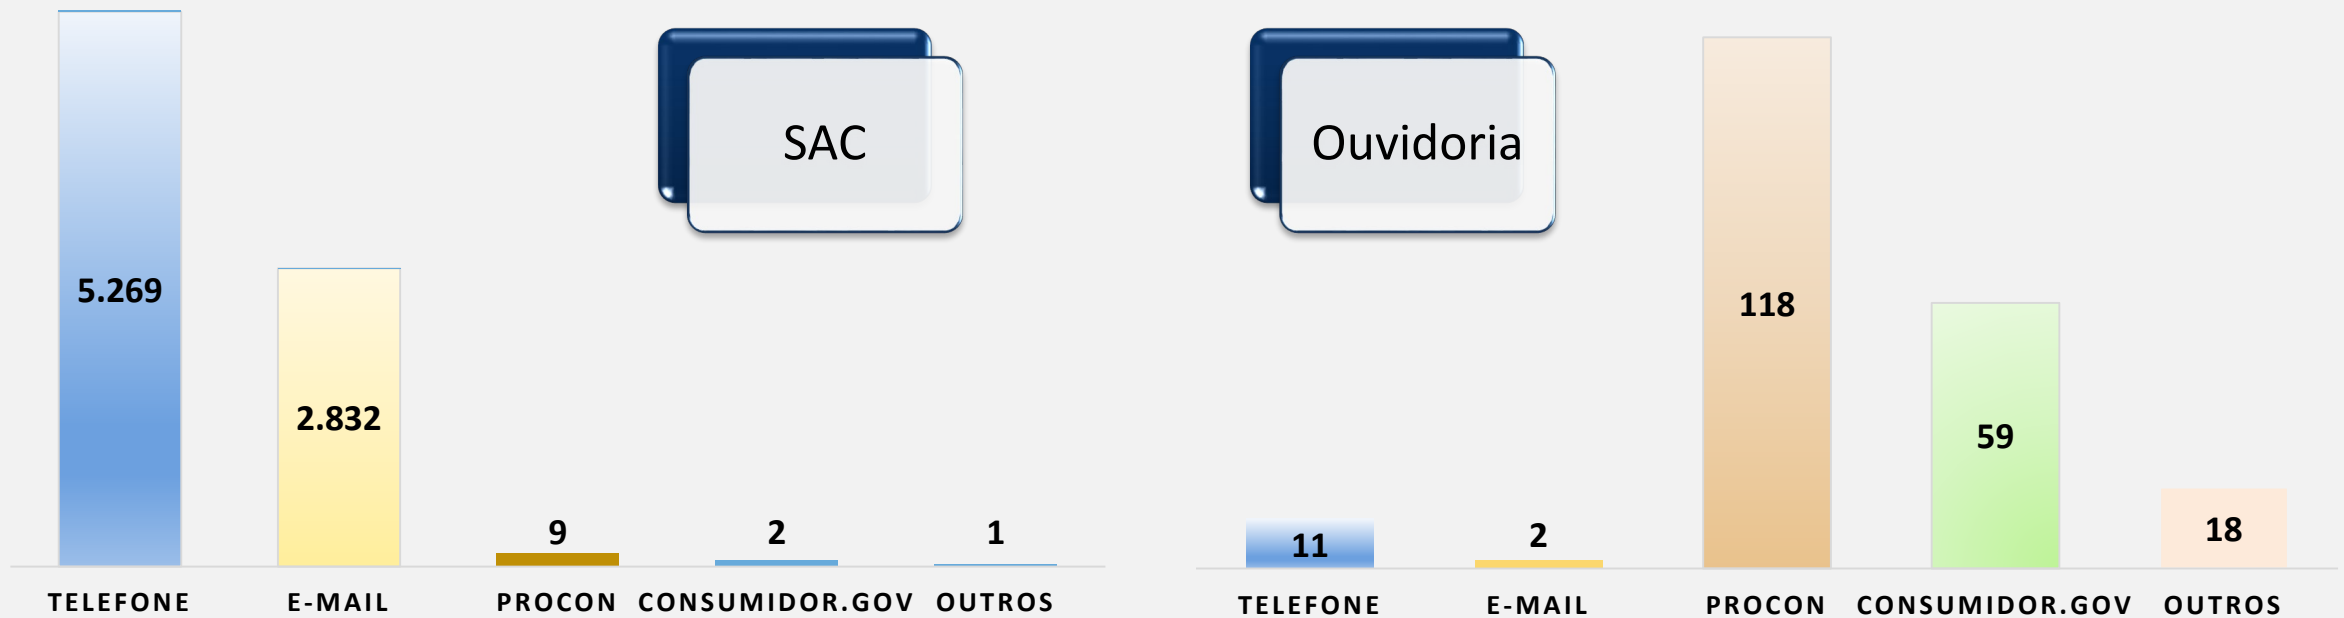 SAC
5.269
2.832
9
2
1
TELEFONE E-MAIL PROCON CONSUMIDOR.GOV OUTROS
Ouvidoria
11
2
118
59
18
TELEFONE E-MAIL PROCON CONSUMIDOR.GOV OUTROS